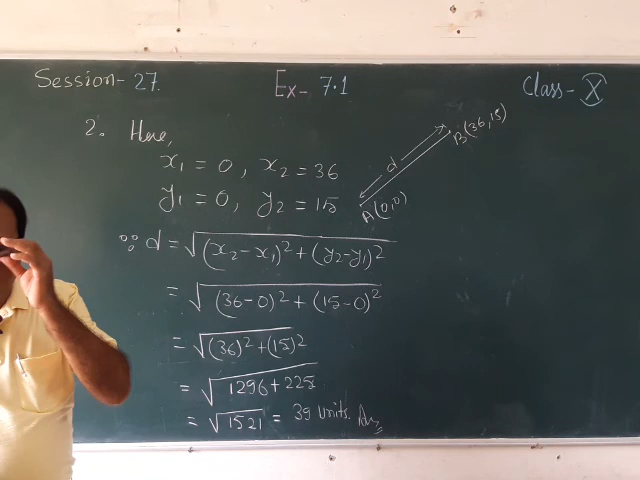 Session-27. Ex-7.1 Class-X
2. Here,
x₁ = 0, x₂ = 36
y₁ = 0, y₂ = 15
A(0,0) d B(36,15)
∵ d = √(x₂-x₁)²+(y₂-y₁)²
= √(36-0)²+(15-0)²
= √(36)²+(15)²
= √1296+225
= √1521 = 39 units. Ans